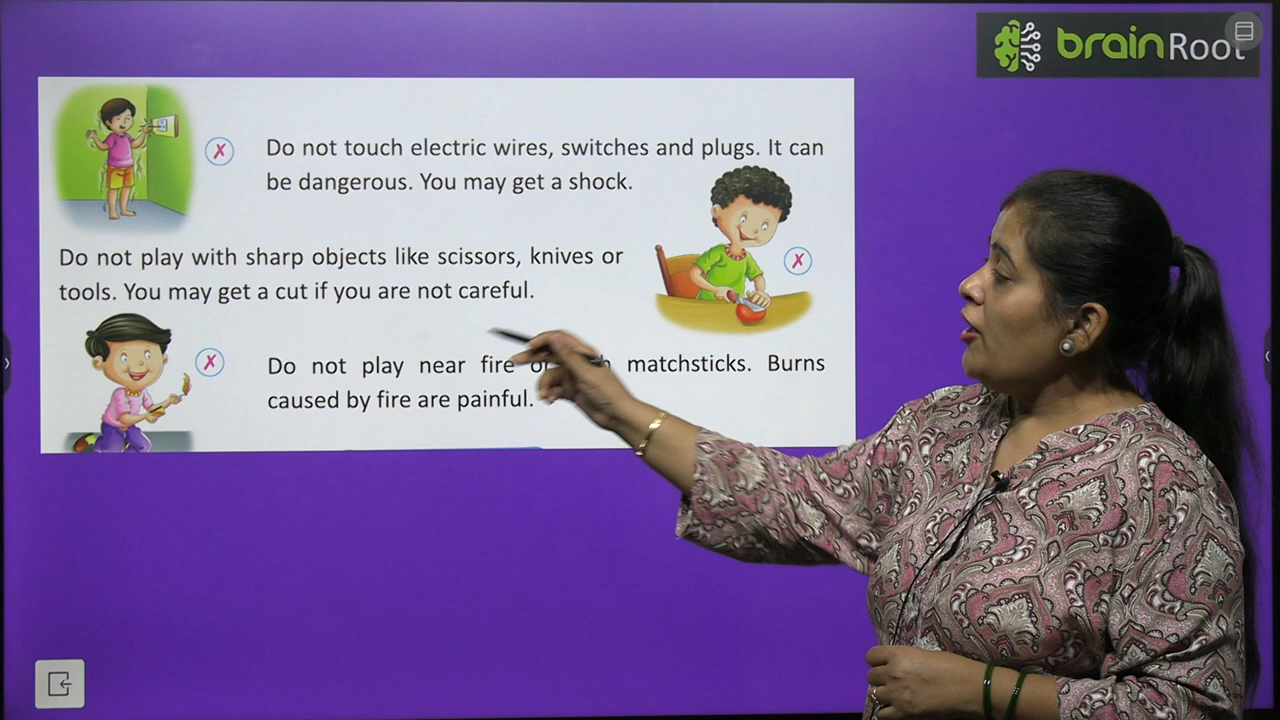 brainRoot
Do not touch electric wires, switches and plugs. It can
be dangerous. You may get a shock.
Do not play with sharp objects like scissors, knives or
tools. You may get a cut if you are not careful.
Do not play near fire or matchsticks. Burns
caused by fire are painful.